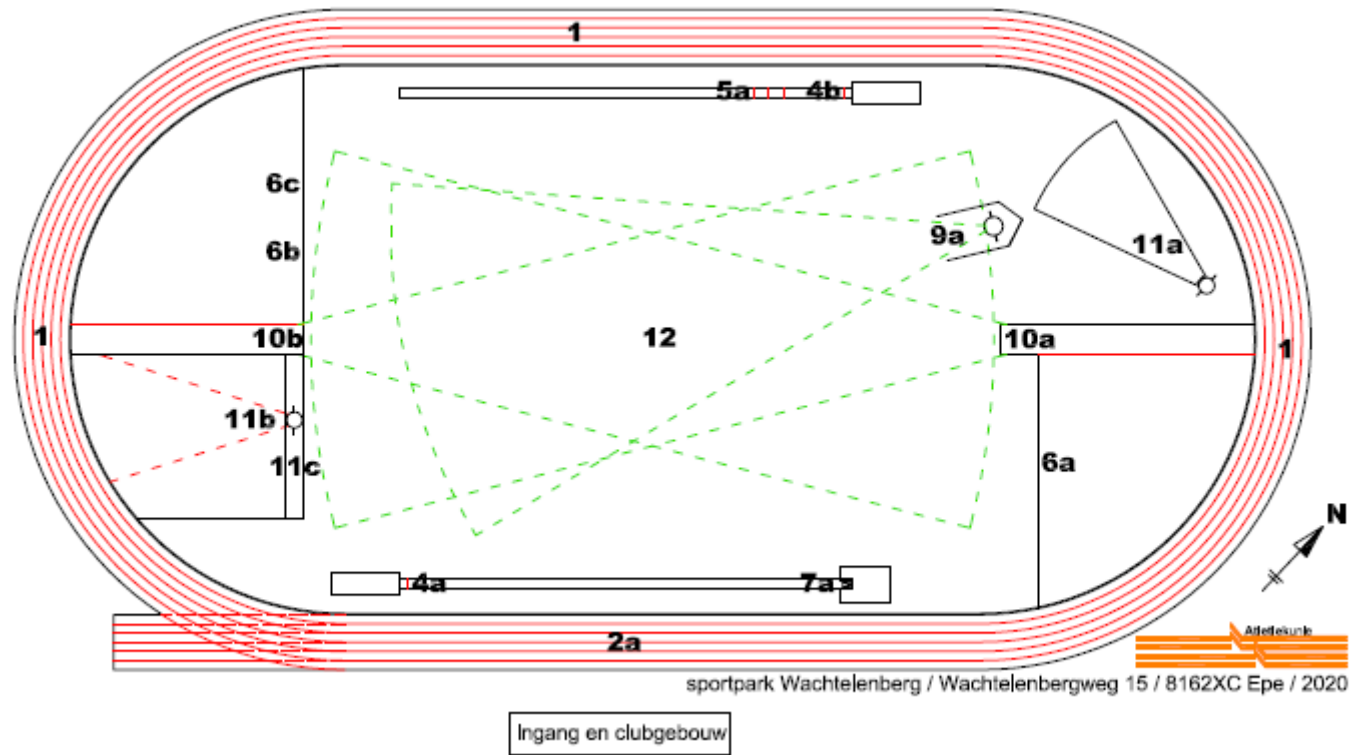 1
5a 4b
6c
9a
6b
11a
10b
12
10a
1
1
11b
11c
6a
N
4a
7a
2a
Atletiekunie
sportpark Wachtelenberg / Wachtelenbergweg 15 / 8162XC Epe / 2020
Ingang en clubgebouw